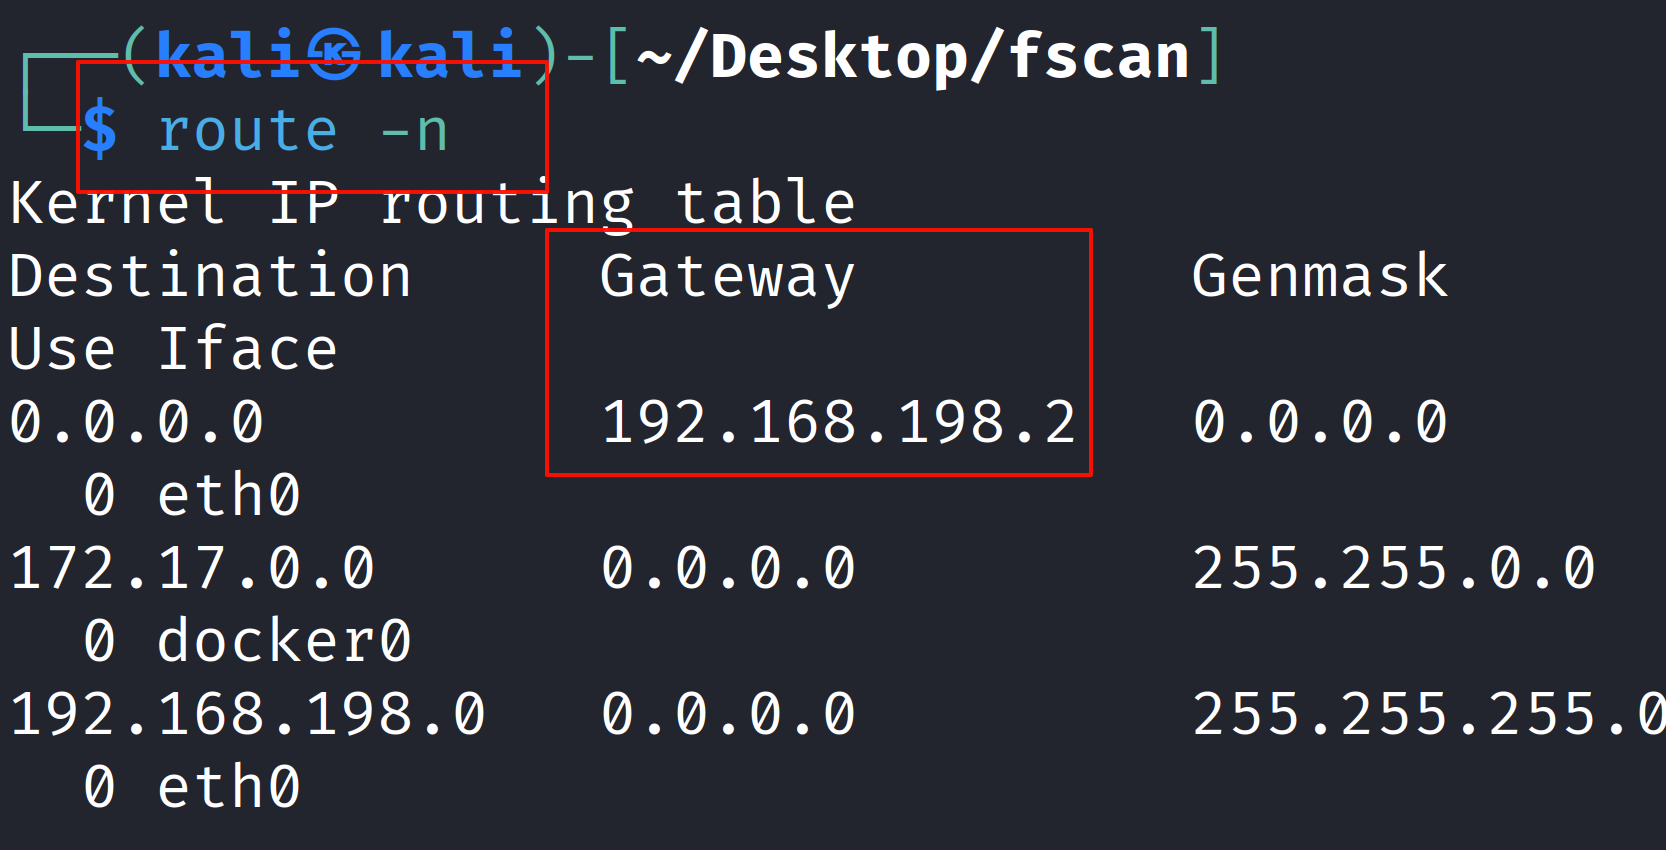 ┌──(kali㉿kali)-[~/Desktop/fscan]
└─$ route -n
Kernel IP routing table
Destination     Gateway         Genmask
Use Iface
0.0.0.0         192.168.198.2   0.0.0.0
  0 eth0
172.17.0.0      0.0.0.0         255.255.0.0
  0 docker0
192.168.198.0   0.0.0.0         255.255.255.0
  0 eth0